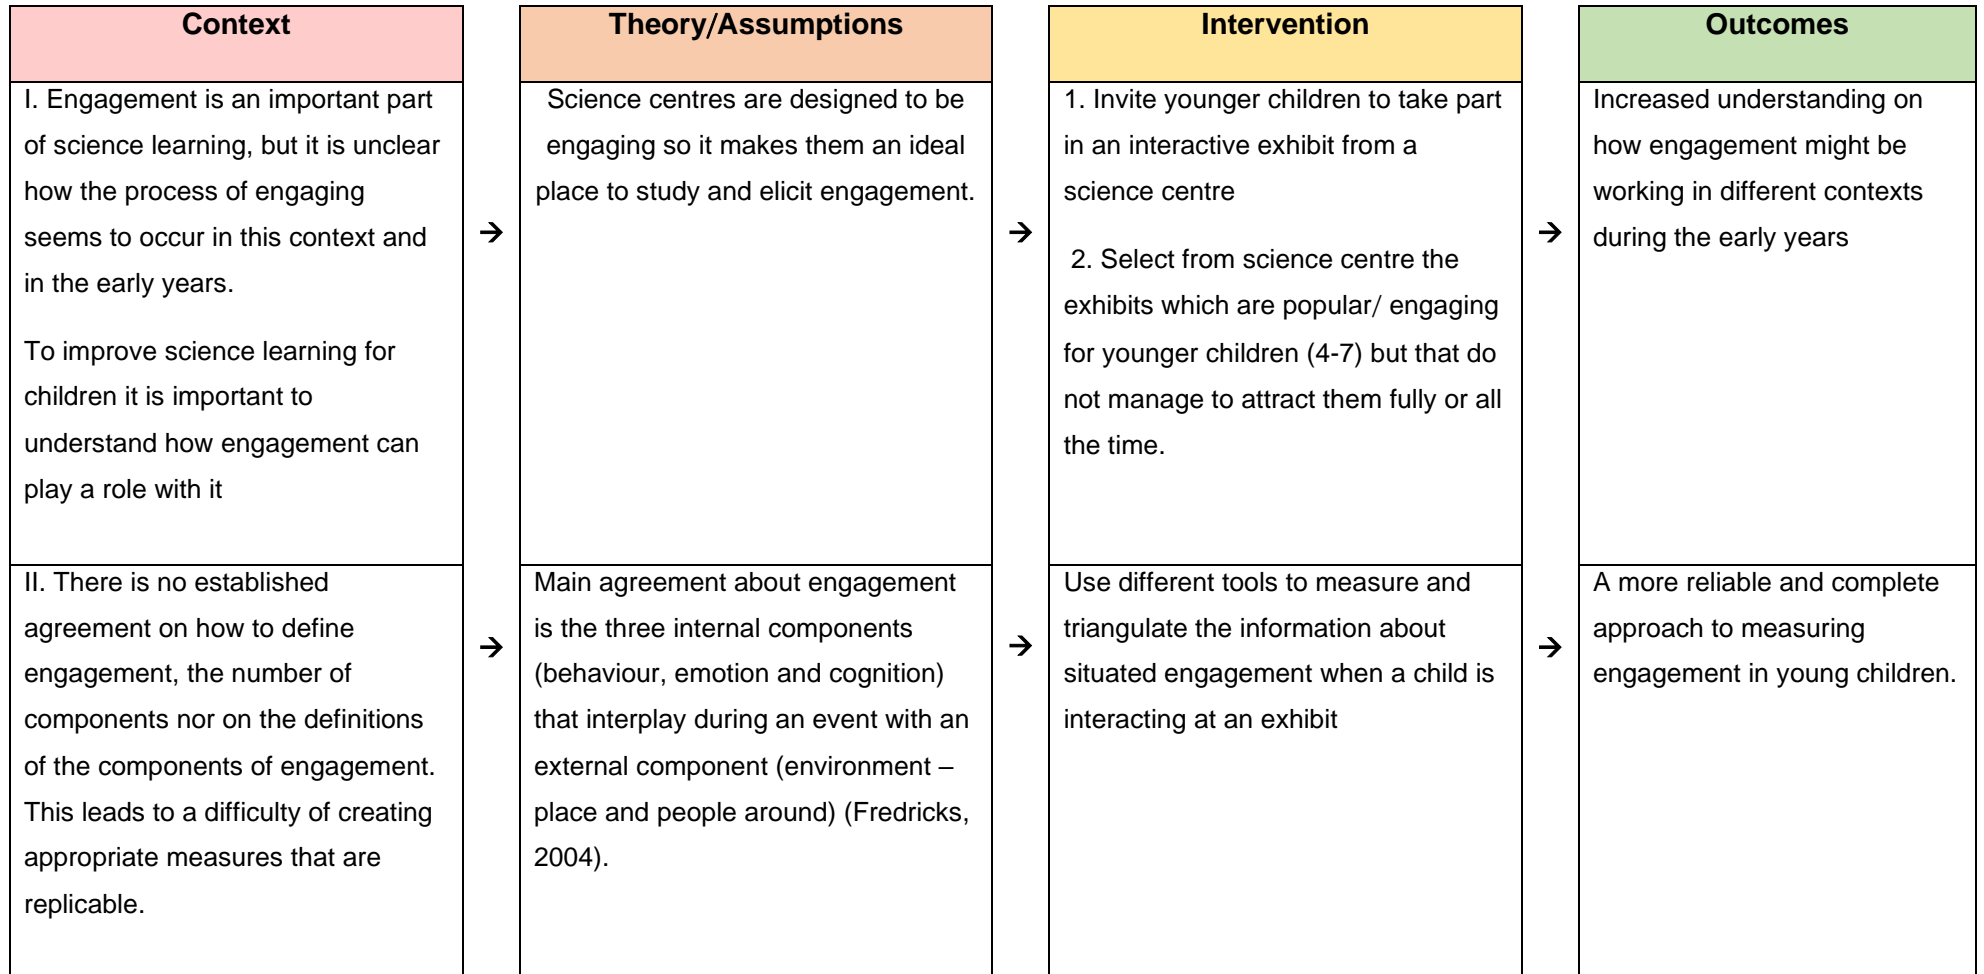 Context
Theory/Assumptions
Intervention
Outcomes
I. Engagement is an important part
of science learning, but it is unclear
how the process of engaging
seems to occur in this context and
in the early years.
To improve science learning for
children it is important to
understand how engagement can
play a role with it
→
Science centres are designed to be
engaging so it makes them an ideal
place to study and elicit engagement.
→
1. Invite younger children to take part
in an interactive exhibit from a
science centre
2. Select from science centre the
exhibits which are popular/ engaging
for younger children (4-7) but that do
not manage to attract them fully or all
the time.
→
Increased understanding on
how engagement might be
working in different contexts
during the early years
II. There is no established
agreement on how to define
engagement, the number of
components nor on the definitions
of the components of engagement.
This leads to a difficulty of creating
appropriate measures that are
replicable.
→
Main agreement about engagement
is the three internal components
(behaviour, emotion and cognition)
that interplay during an event with an
external component (environment –
place and people around) (Fredricks,
2004).
→
Use different tools to measure and
triangulate the information about
situated engagement when a child is
interacting at an exhibit
→
A more reliable and complete
approach to measuring
engagement in young children.